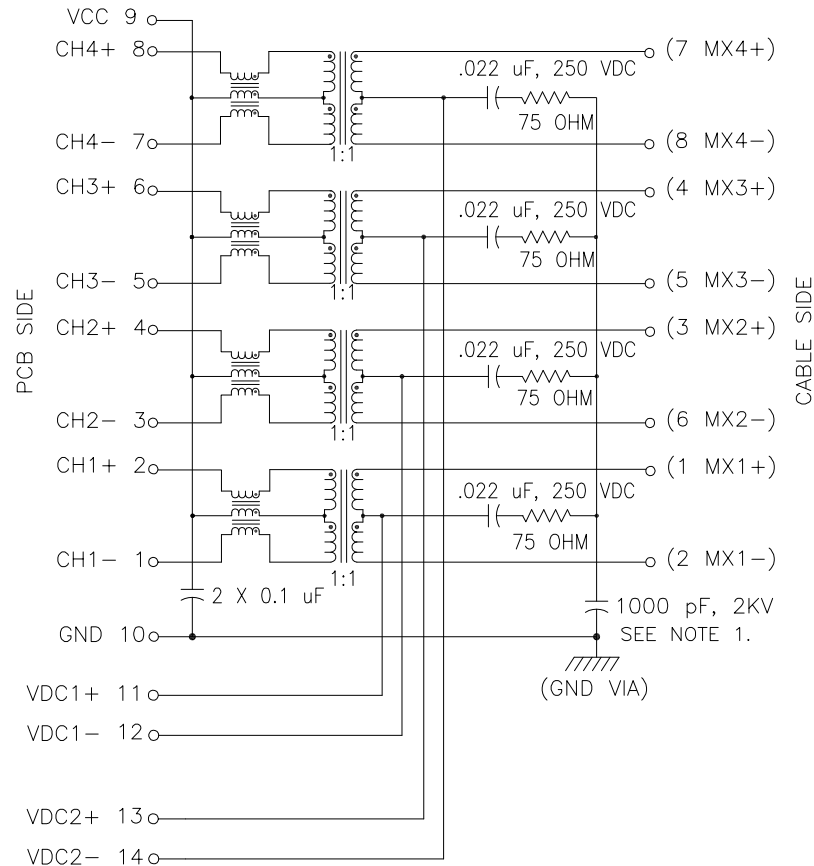 VCC 9
CH4+ 8
(7 MX4+)
.022 uF, 250 VDC
75 OHM
CH4- 7
1:1
(8 MX4-)
CH3+ 6
(4 MX3+)
.022 uF, 250 VDC
75 OHM
CH3- 5
1:1
(5 MX3-)
PCB SIDE
CABLE SIDE
CH2+ 4
(3 MX2+)
.022 uF, 250 VDC
75 OHM
CH2- 3
1:1
(6 MX2-)
CH1+ 2
(1 MX1+)
.022 uF, 250 VDC
75 OHM
CH1- 1
1:1
(2 MX1-)
2 X 0.1 uF
1000 pF, 2KV
GND 10
SEE NOTE 1.
(GND VIA)
VDC1+ 11
VDC1- 12
VDC2+ 13
VDC2- 14